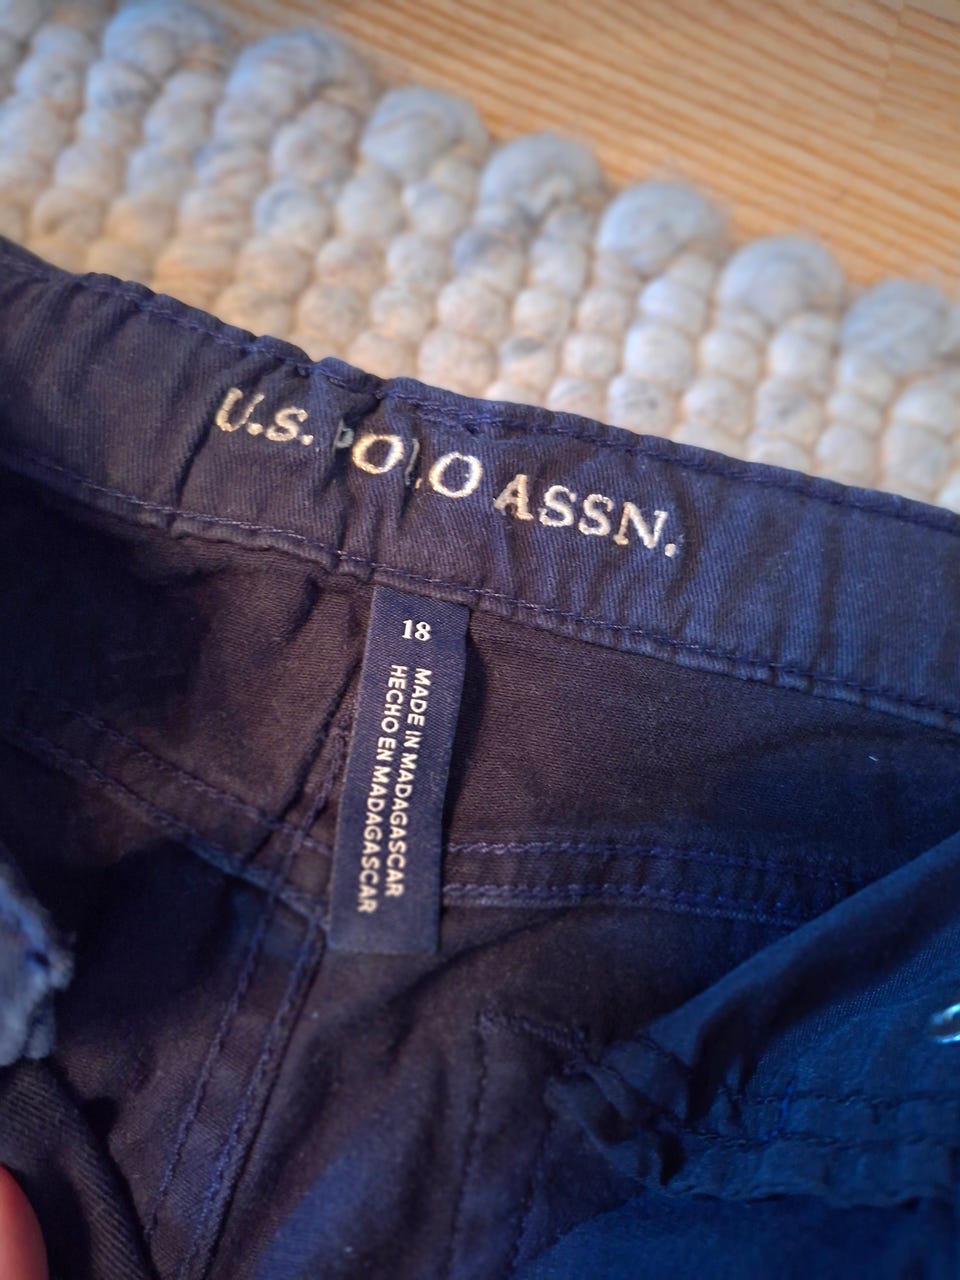 U.S. POLO ASSN.
18
MADE IN MADAGASCAR
HECHO EN MADAGASCAR